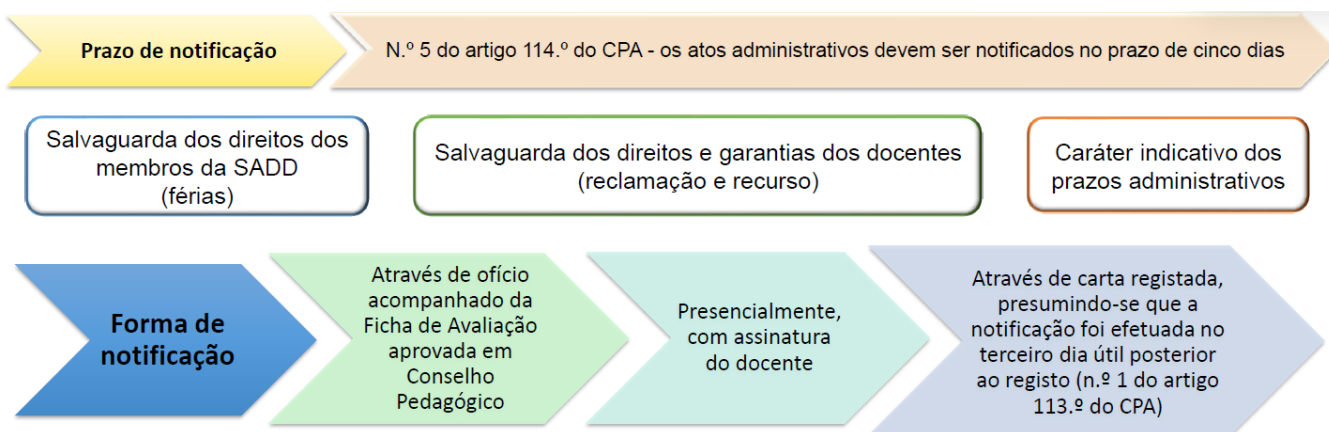 Prazo de notificação
N.º 5 do artigo 114.º do CPA - os atos administrativos devem ser notificados no prazo de cinco dias
Salvaguarda dos direitos dos
membros da SADD
(férias)
Salvaguarda dos direitos e garantias dos docentes
(reclamação e recurso)
Caráter indicativo dos
prazos administrativos
Forma de
notificação
Através de ofício
acompanhado da
Ficha de Avaliação
aprovada em
Conselho
Pedagógico
Presencialmente,
com assinatura
do docente
Através de carta registada,
presumindo-se que a
notificação foi efetuada no
terceiro dia útil posterior
ao registo (n.º 1 do artigo
113.º do CPA)